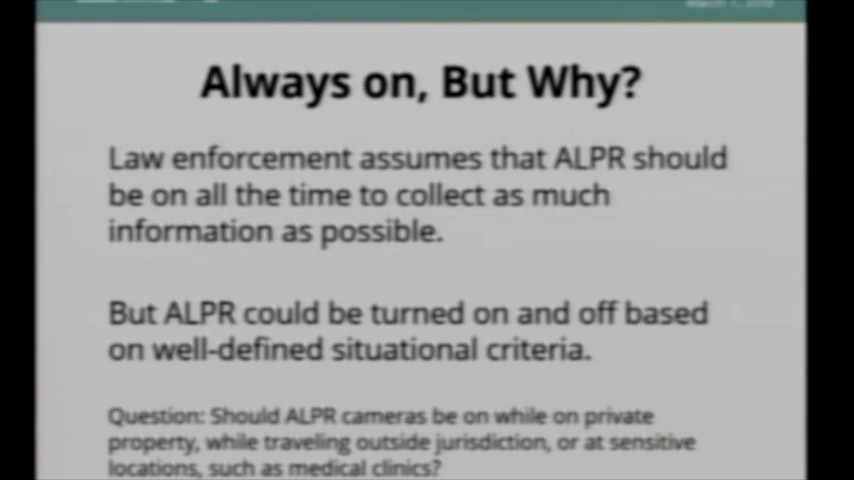 Always on, But Why?
Law enforcement assumes that ALPR should
be on all the time to collect as much
information as possible.
But ALPR could be turned on and off based
on well-defined situational criteria.
Question: Should ALPR cameras be on while on private
property, while traveling outside jurisdiction, or at sensitive
locations, such as medical clinics?